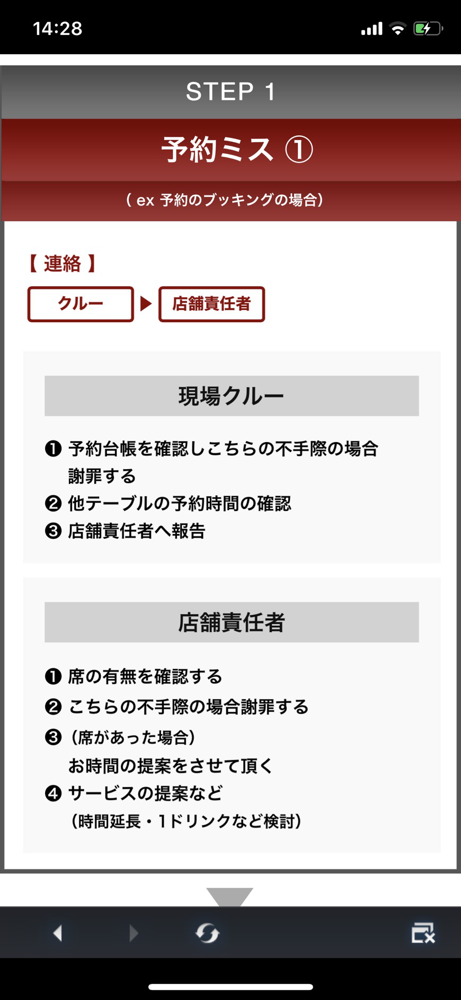 14:28
STEP 1
予約ミス ①
（ ex 予約のブッキングの場合）
【 連絡 】
クルー ▶ 店舗責任者
現場クルー
❶ 予約台帳を確認しこちらの不手際の場合
謝罪する
❷ 他テーブルの予約時間の確認
❸ 店舗責任者へ報告
店舗責任者
❶ 席の有無を確認する
❷ こちらの不手際の場合謝罪する
❸（席があった場合）
お時間の提案をさせて頂く
❹ サービスの提案など
（時間延長・1ドリンクなど検討）